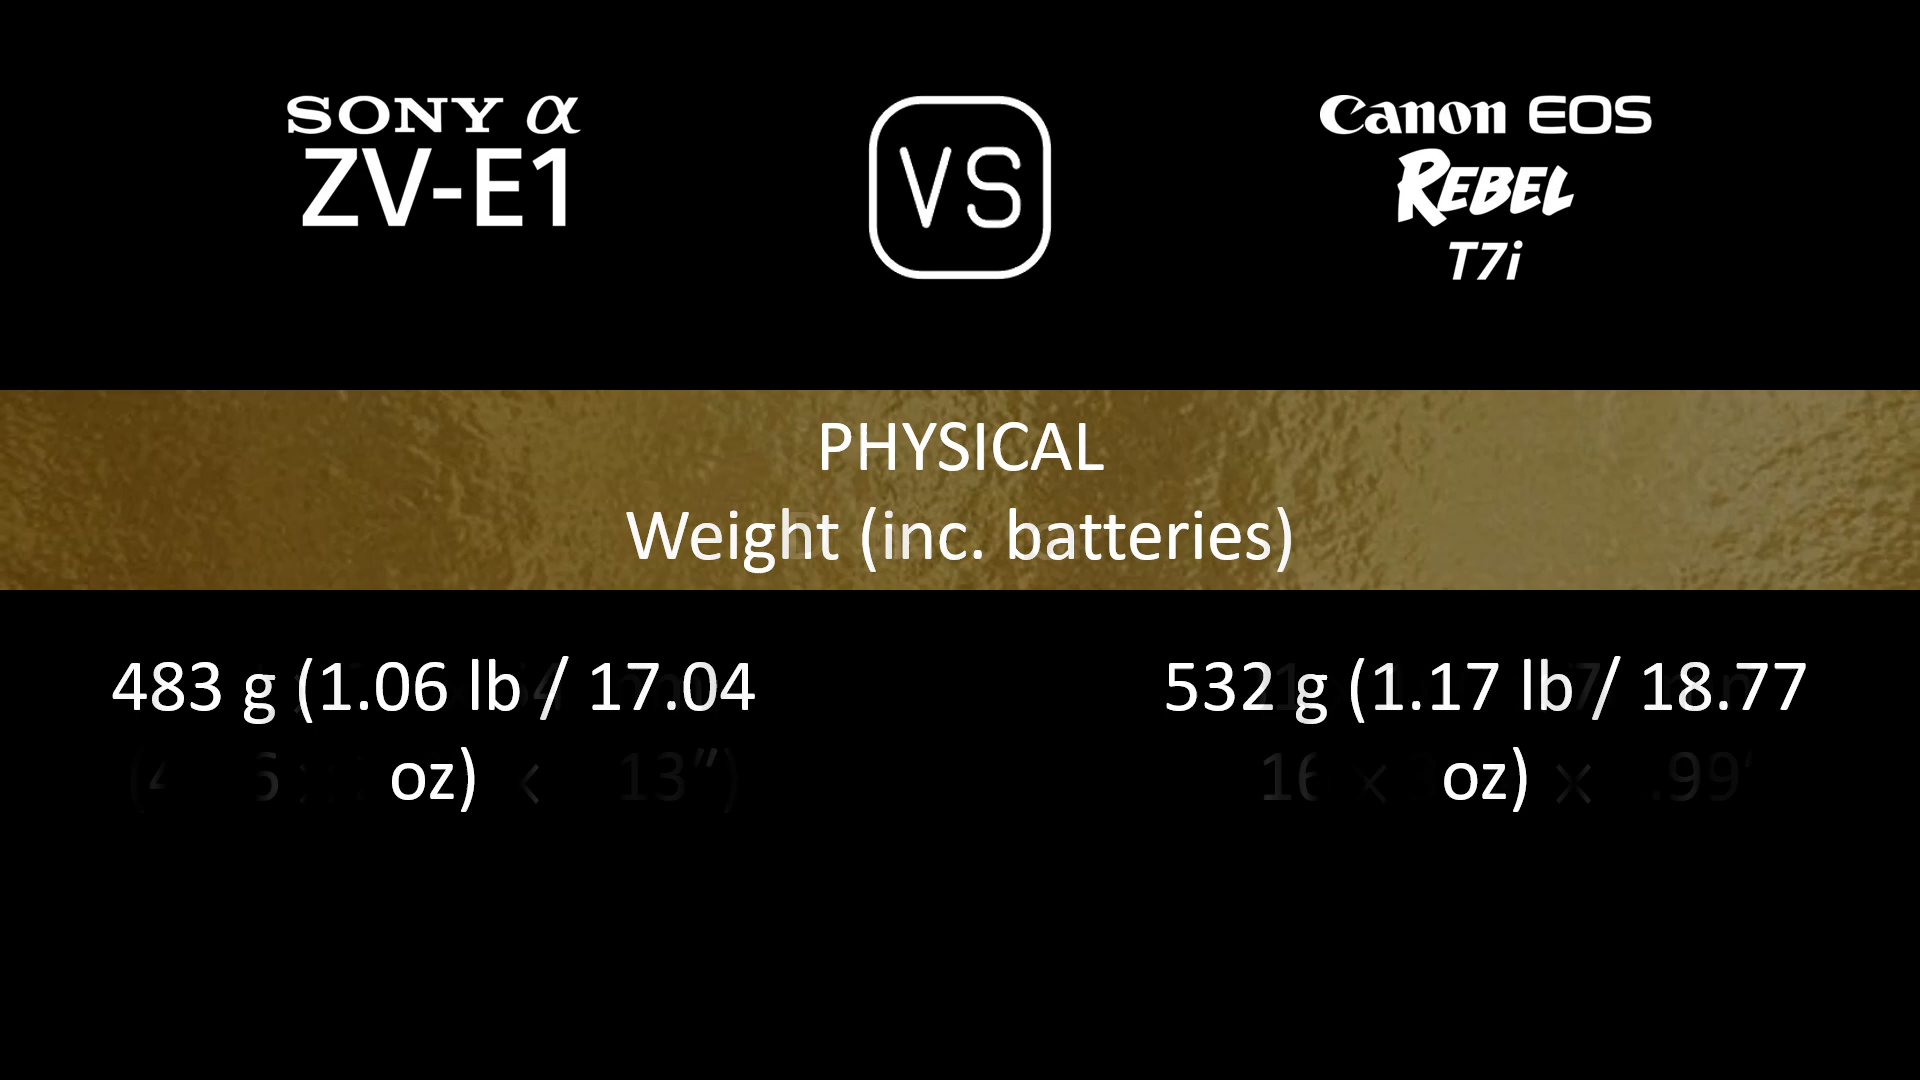 SONY α
ZV-E1
VS
Canon EOS
REBEL
T7i
PHYSICAL
Weight (inc. batteries)
483 g (1.06 lb / 17.04
oz)
532 g (1.17 lb / 18.77
oz)